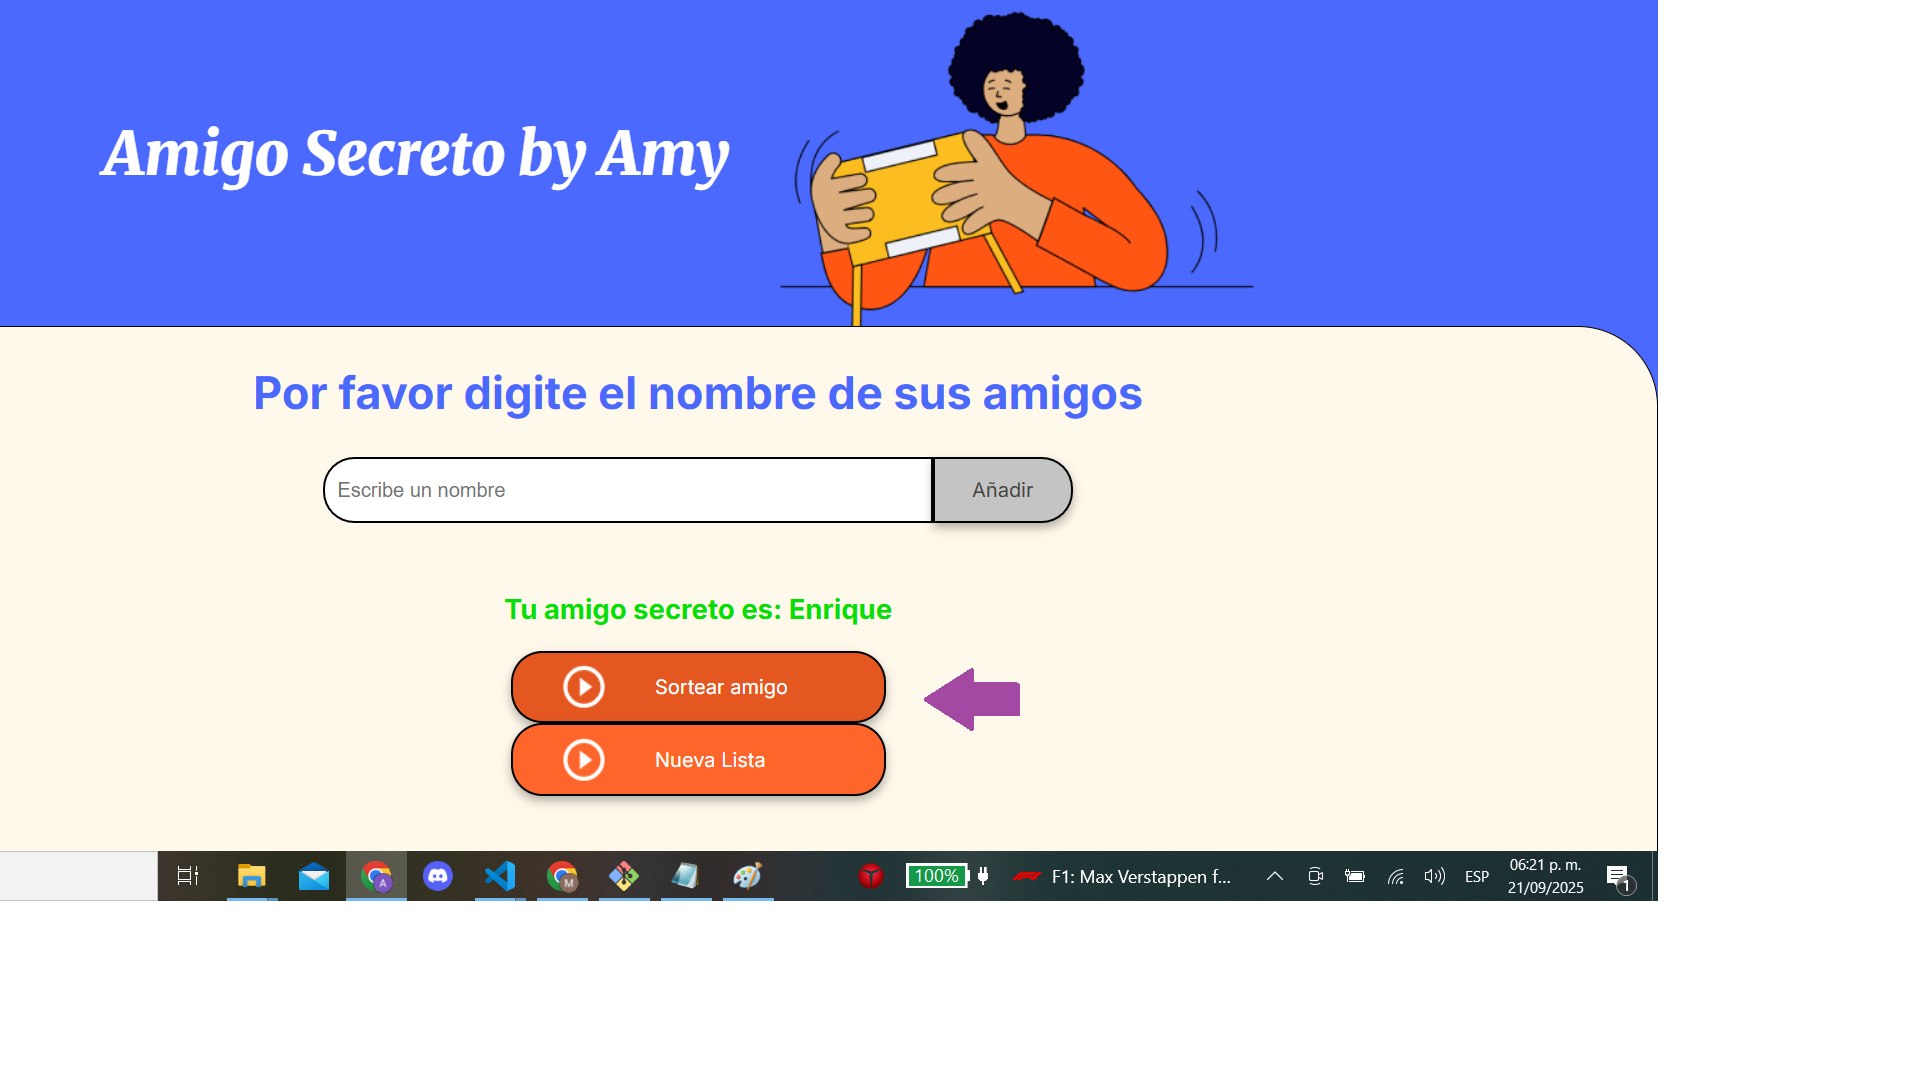 Amigo Secreto by Amy
Por favor digite el nombre de sus amigos
Escribe un nombre
Añadir
Tu amigo secreto es: Enrique
Sortear amigo
Nueva Lista
A
M
100%
F1: Max Verstappen f...
ESP
06:21 p. m.
21/09/2025
1